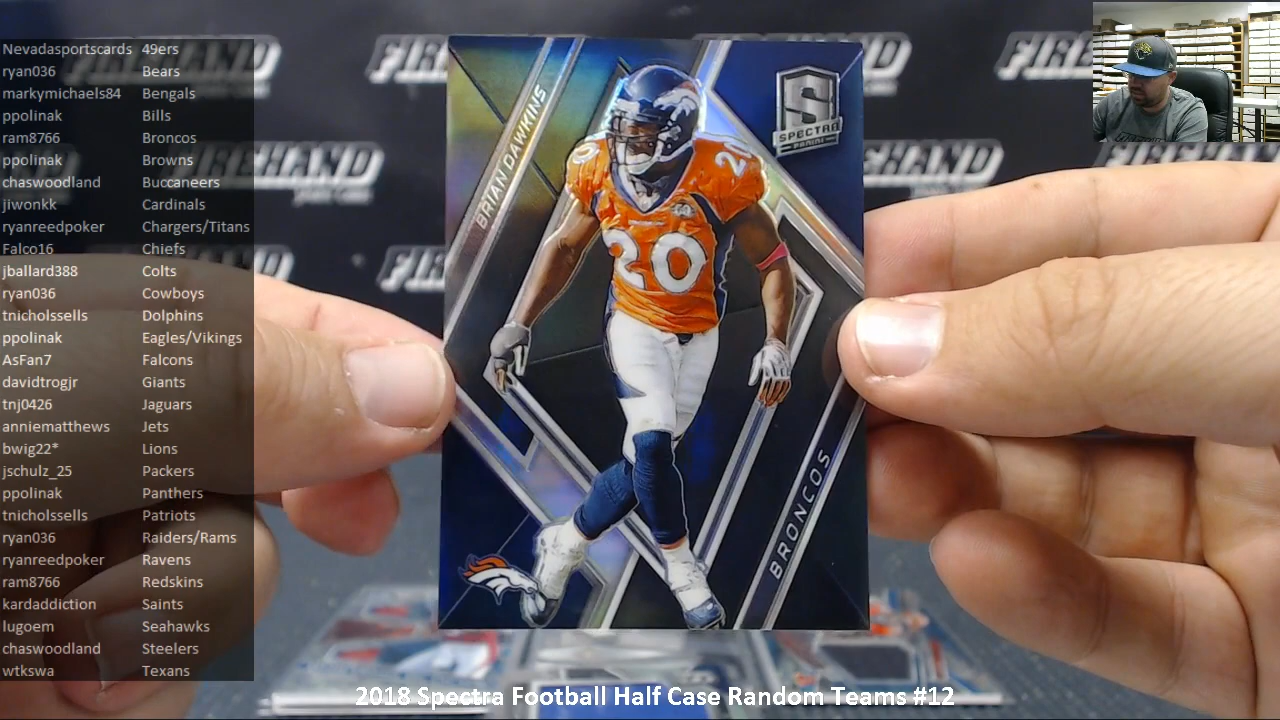 Nevadasportscards 49ers
ryan036 Bears
markymichaels84 Bengals
ppolinak Bills
ram8766 Broncos
ppolinak Browns
chaswoodland Buccaneers
jiwonkk Cardinals
ryanreedpoker Chargers/Titans
Falco16 Chiefs
jballard388 Colts
ryan036 Cowboys
tnicholssells Dolphins
ppolinak Eagles/Vikings
AsFan7 Falcons
davidtrogjr Giants
tnj0426 Jaguars
anniematthews Jets
bwig22* Lions
jschulz_25 Packers
ppolinak Panthers
tnicholssells Patriots
ryan036 Raiders/Rams
ryanreedpoker Ravens
ram8766 Redskins
kardaddiction Saints
lugoem Seahawks
chaswoodland Steelers
wtkswa Texans
BRIAN DAWKINS
S
SPECTRA
PANINI
20
20
20
BRONCOS
FIREHAND
2018 Spectra Football Half Case Random Teams #12